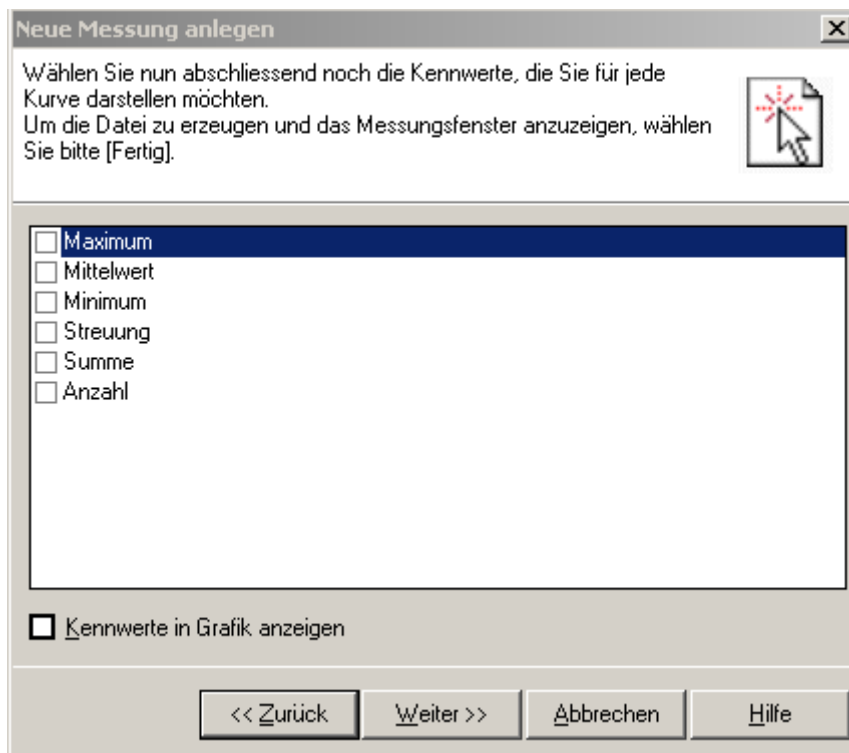 Neue Messung anlegen
Wählen Sie nun abschliessend noch die Kennwerte, die Sie für jede
Kurve darstellen möchten.
Um die Datei zu erzeugen und das Messungsfenster anzuzeigen, wählen
Sie bitte [Fertig].
Maximum
Mittelwert
Minimum
Streuung
Summe
Anzahl
Kennwerte in Grafik anzeigen
<< Zurück Weiter >> Abbrechen Hilfe